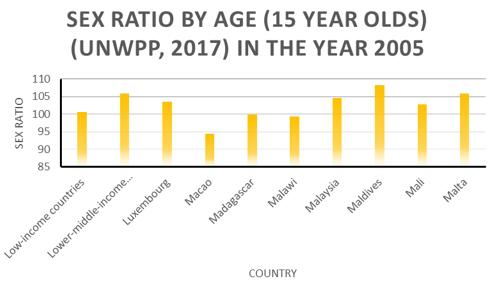 SEX RATIO BY AGE (15 YEAR OLDS)
(UNWPP, 2017) IN THE YEAR 2005
110
105
100
95
90
85
SEX RATIO
Low-income countries
Lower-middle-income...
Luxembourg
Macao
Madagascar
Malawi
Malaysia
Maldives
Mali
Malta
COUNTRY